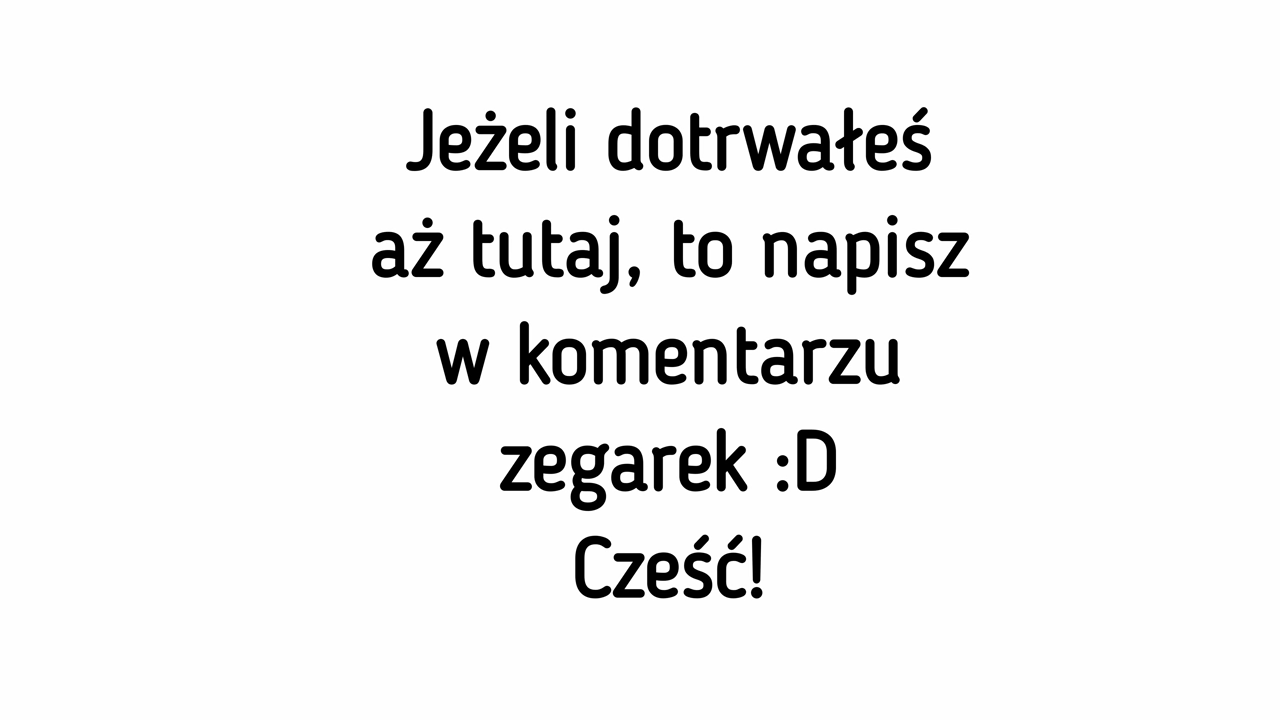 Jeżeli dotrwałeś
aż tutaj, to napisz
w komentarzu
zegarek :D
Cześć!